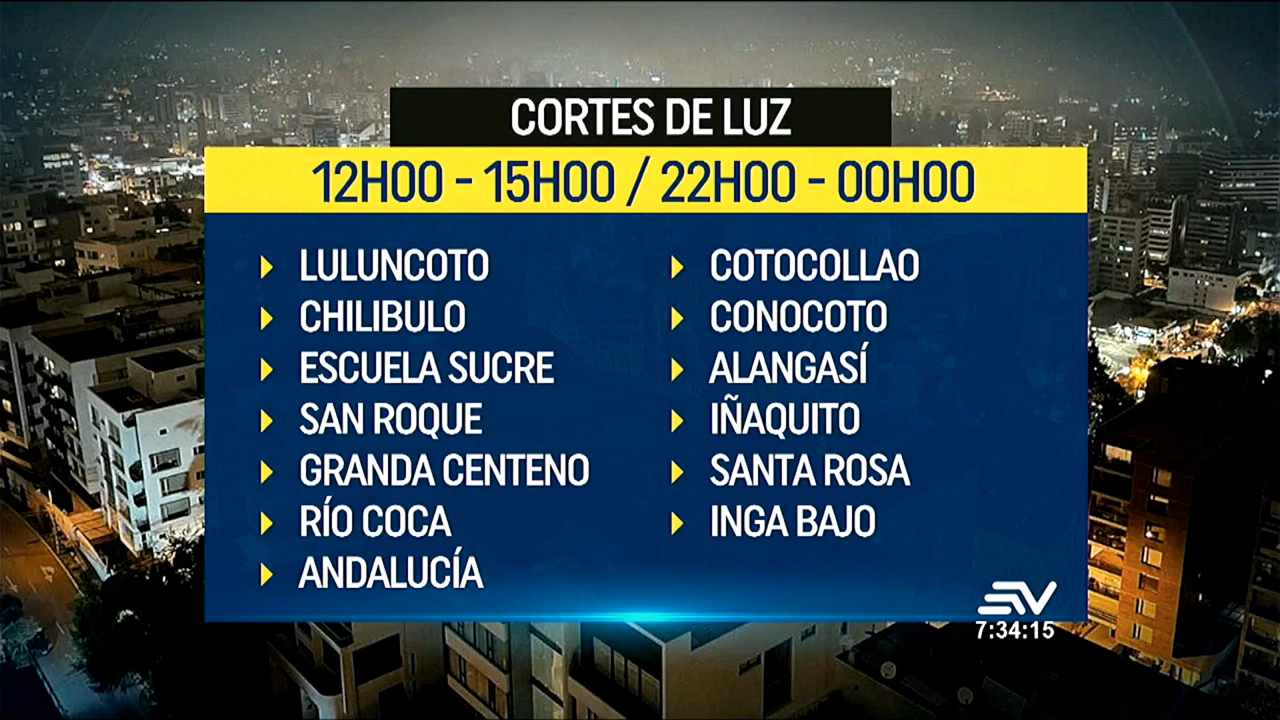 CORTES DE LUZ
12H00 - 15H00 / 22H00 - 00H00
LULUNCOTO
CHILIBULO
ESCUELA SUCRE
SAN ROQUE
GRANDA CENTENO
RÍO COCA
ANDALUCÍA
COTOCOLLAO
CONOCOTO
ALANGASÍ
IÑAQUITO
SANTA ROSA
INGA BAJO
7:34:15